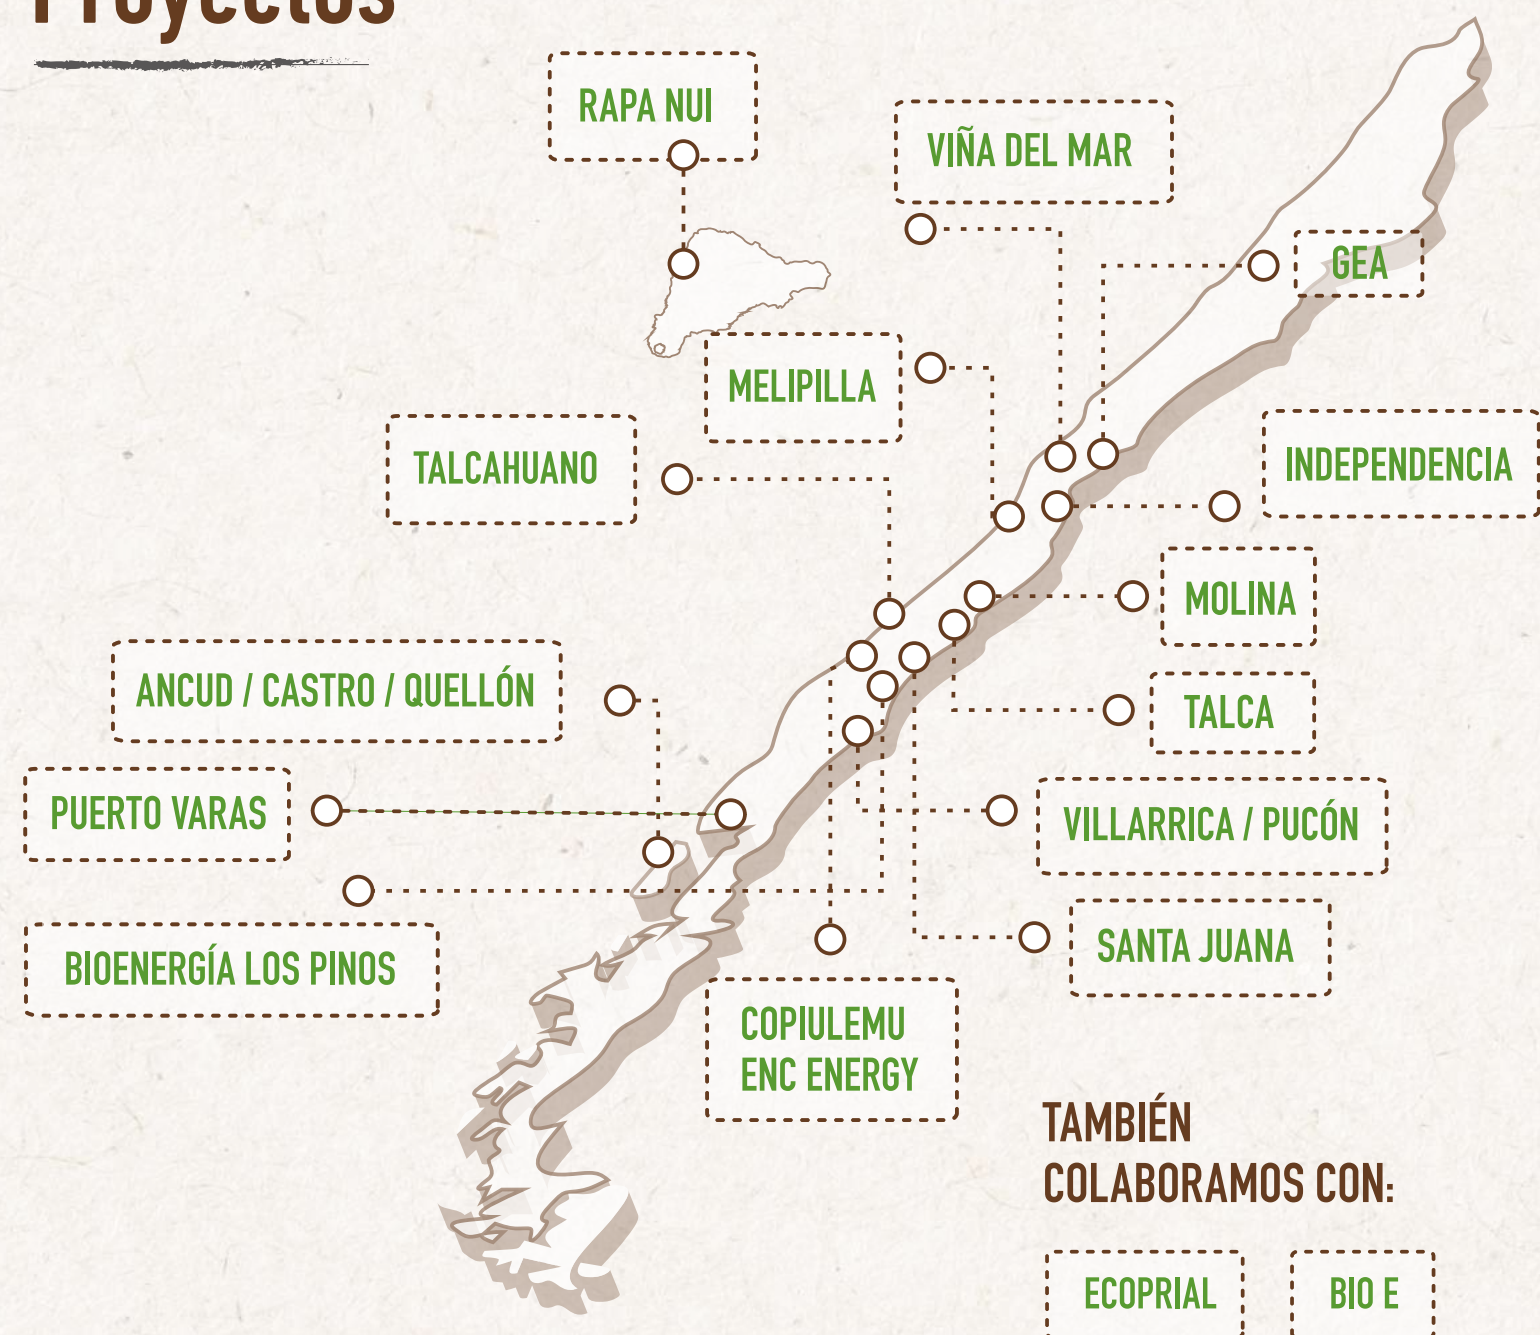 Proyectos
RAPA NUI
VIÑA DEL MAR
GEA
MELIPILLA
TALCAHUANO
INDEPENDENCIA
MOLINA
ANCUD / CASTRO / QUELLÓN
TALCA
PUERTO VARAS
VILLARRICA / PUCÓN
BIOENERGÍA LOS PINOS
SANTA JUANA
COPIULEMU
ENC ENERGY
TAMBIÉN
COLABORAMOS CON:
ECOPRIAL
BIO E